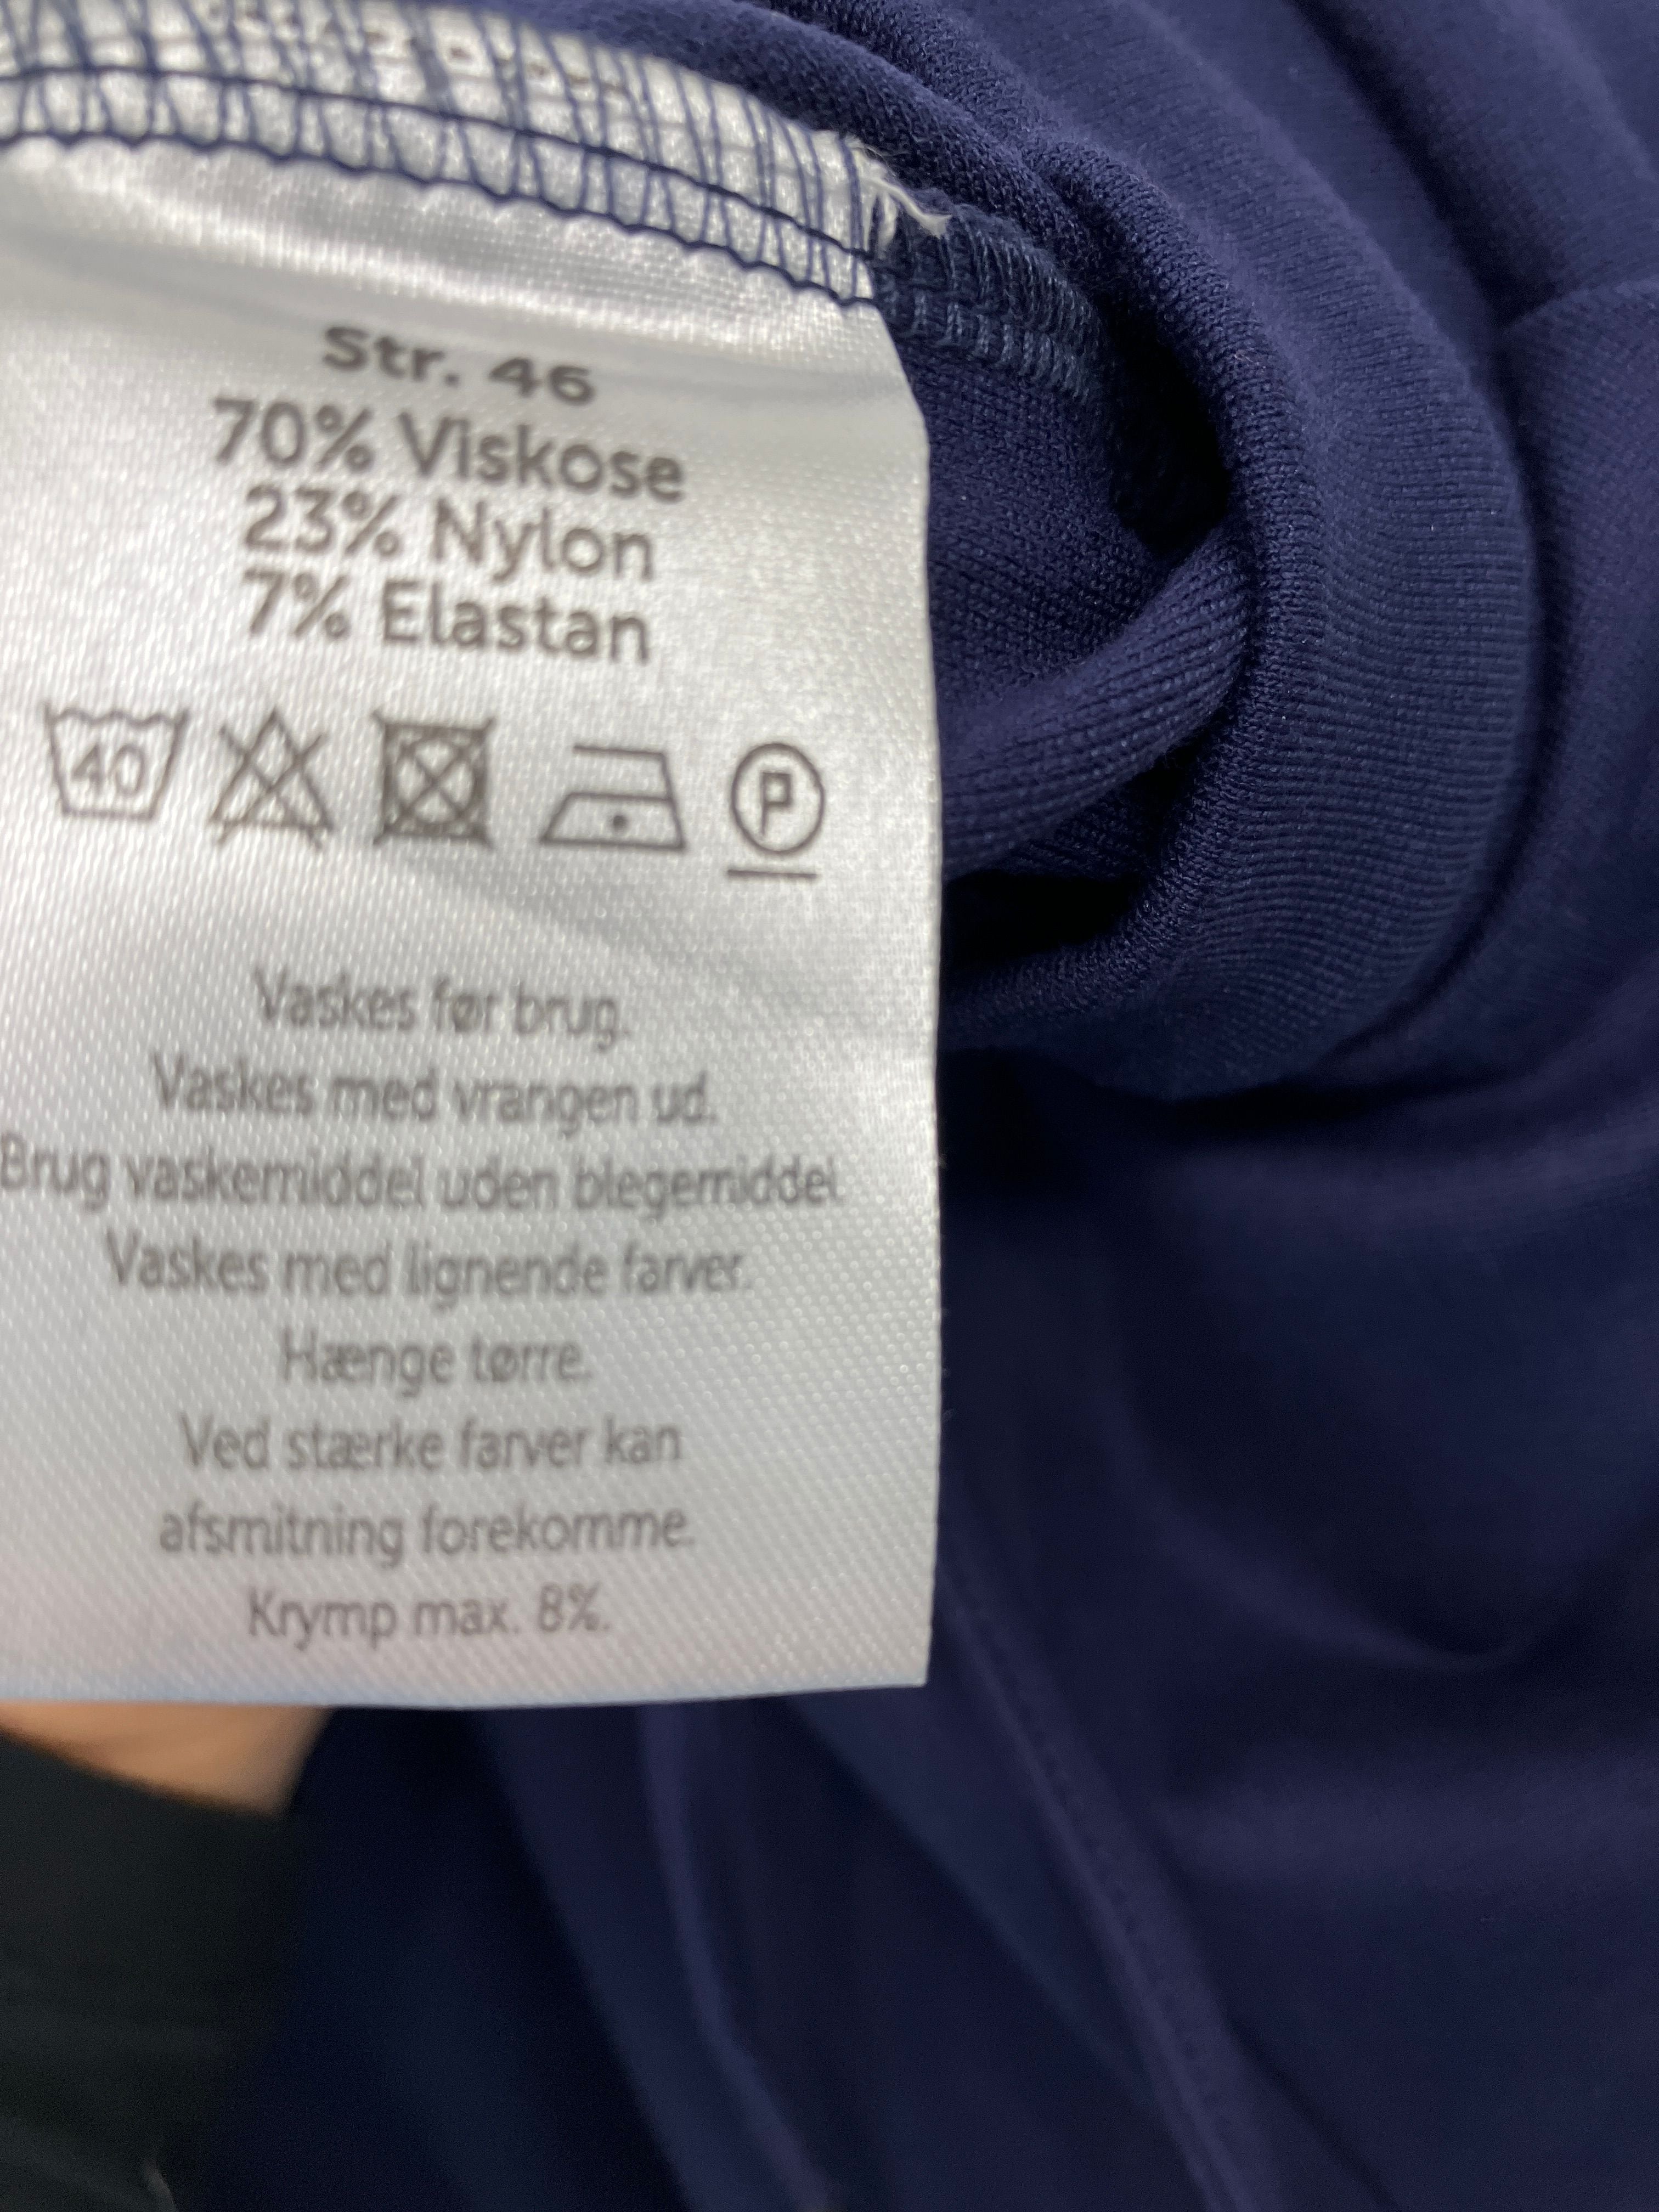 Str. 46
70% Viskose
23% Nylon
7% Elastan
40
P
Vaskes før brug.
Vaskes med vrangen ud.
Brug vaskemiddel uden blegemiddel
Vaskes med lignende farver.
Hænge tørre.
Ved stærke farver kan
afsmitning forekomme.
Krymp max. 8%.